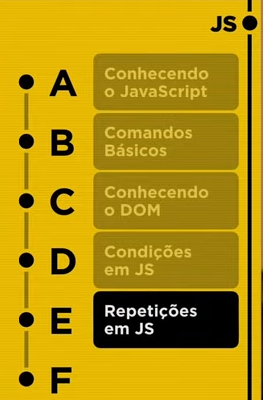 JS
A
Conhecendo
o JavaScript
B
Comandos
Básicos
C
Conhecendo
o DOM
D
Condições
em JS
E
Repetições
em JS
F